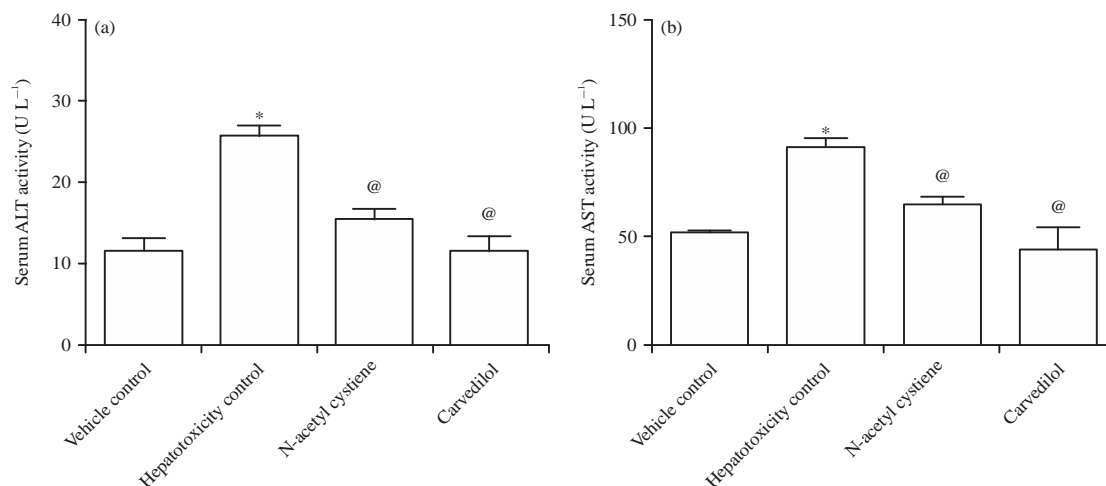 (a)
Serum ALT activity (U L⁻¹)
40
30
20
10
0
*
@
@
Vehicle control
Hepatotoxicity control
N-acetyl cystiene
Carvedilol
(b)
Serum AST activity (U L⁻¹)
150
100
50
0
*
@
@
Vehicle control
Hepatotoxicity control
N-acetyl cystiene
Carvedilol